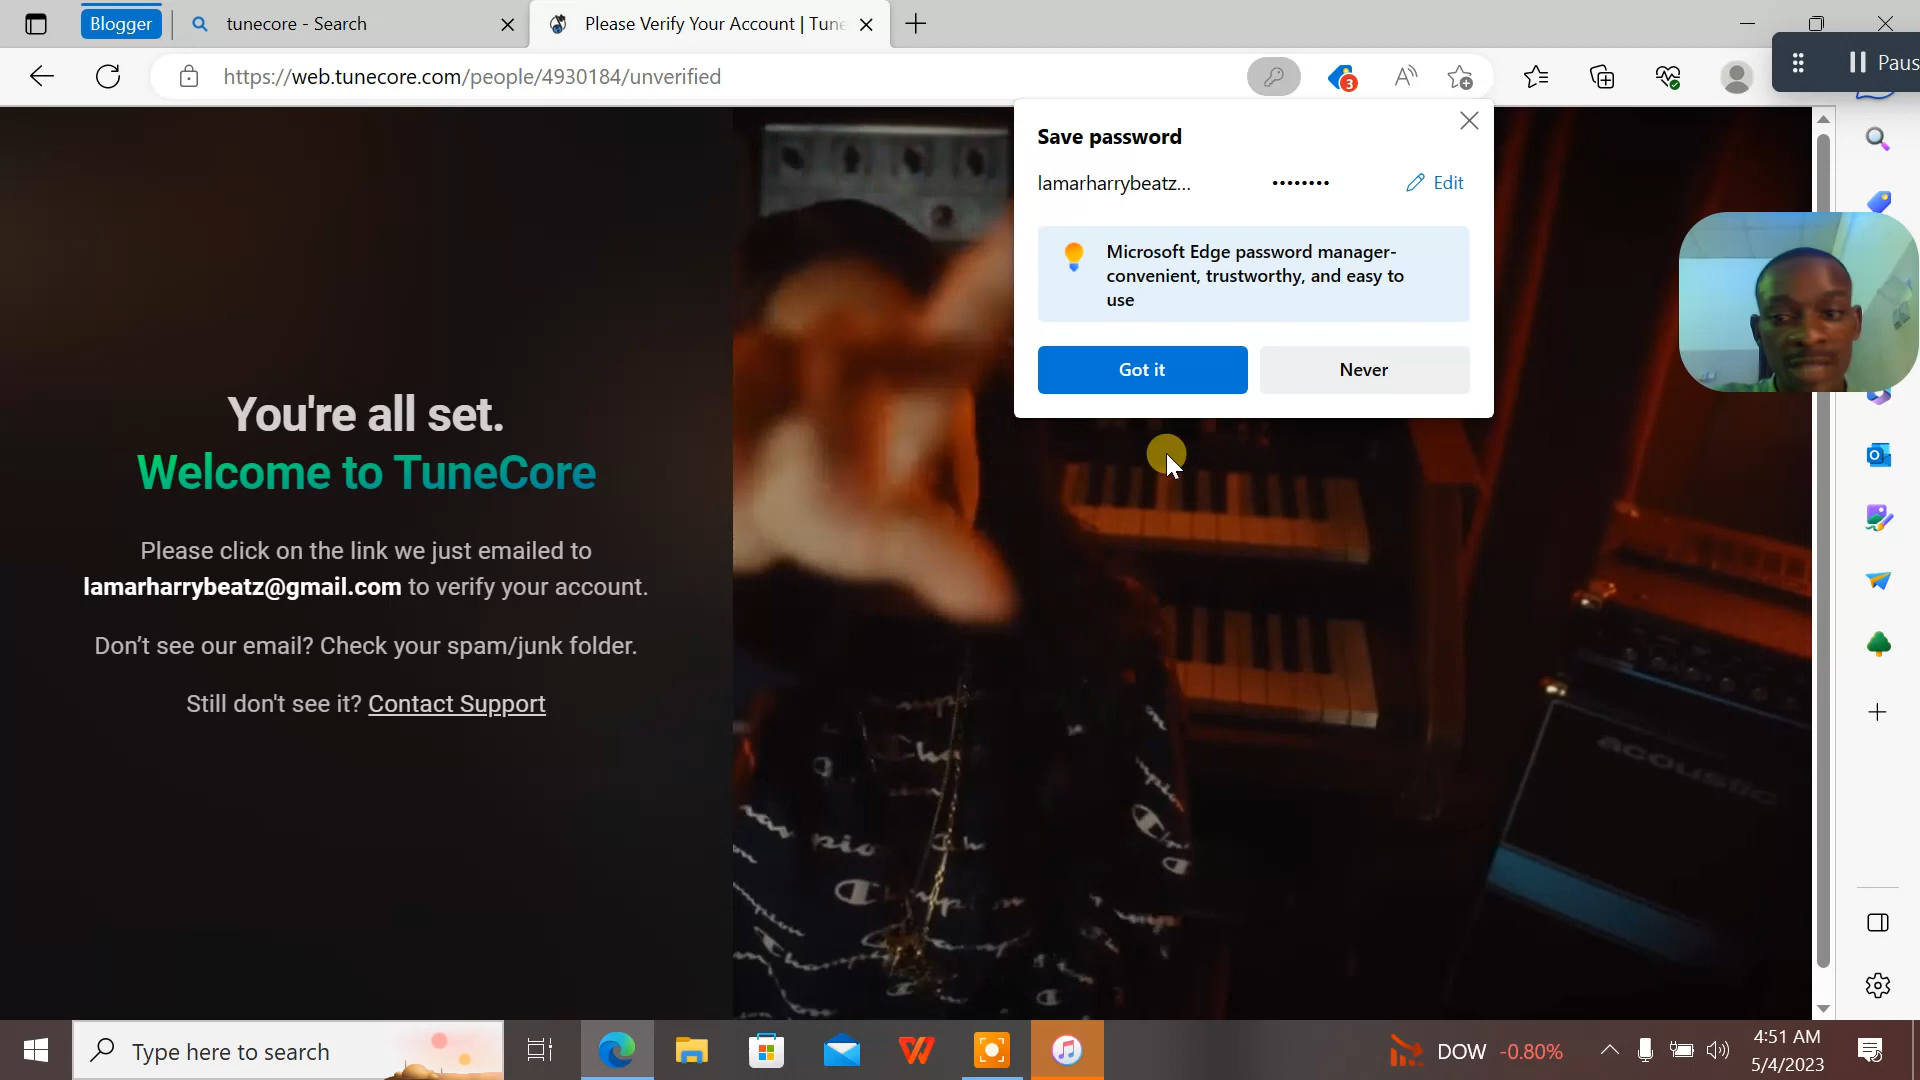 Blogger
tunecore - Search
Please Verify Your Account | Tune
https://web.tunecore.com/people/4930184/unverified
3
Paus
Save password
lamarharrybeatz...
••••••••
Edit
Microsoft Edge password manager-
convenient, trustworthy, and easy to
use
Got it
Never
You're all set.
Welcome to TuneCore
Please click on the link we just emailed to
lamarharrybeatz@gmail.com to verify your account.
Don’t see our email? Check your spam/junk folder.
Still don't see it? Contact Support
acoustic
Type here to search
DOW -0.80%
4:51 AM
5/4/2023